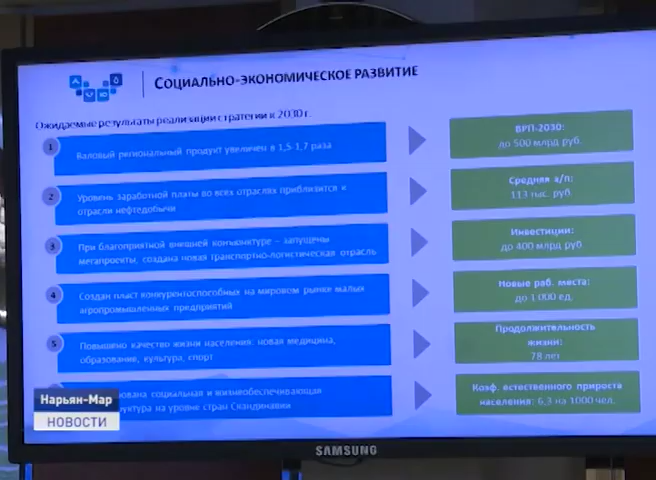 СОЦИАЛЬНО-ЭКОНОМИЧЕСКОЕ РАЗВИТИЕ
Ожидаемые результаты реализации стратегии к 2030 г.
1
Валовый региональный продукт увеличен в 1,5-1,7 раза
ВРП-2030:
до 500 млрд руб.
2
Уровень заработной платы во всех отраслях приблизится к
отрасли нефтедобычи
Средняя з/п:
113 тыс. руб.
3
При благоприятной внешней конъюнктуре – запущены
мегапроекты, создана новая транспортно-логистическая отрасль
Инвестиции:
до 400 млрд руб.
4
Создан пласт конкурентоспособных на мировом рынке малых
агропромышленных предприятий
Новые раб. места:
до 1 000 ед.
5
Повышено качество жизни населения: новая медицина,
образование, культура, спорт
Продолжительность
жизни:
78 лет
социальная и жизнеобеспечивающая
на уровне стран Скандинавии
Коэф. естественного прироста
населения: 6,3 на 1000 чел.
Нарьян-Мар
НОВОСТИ
SAMSUNG